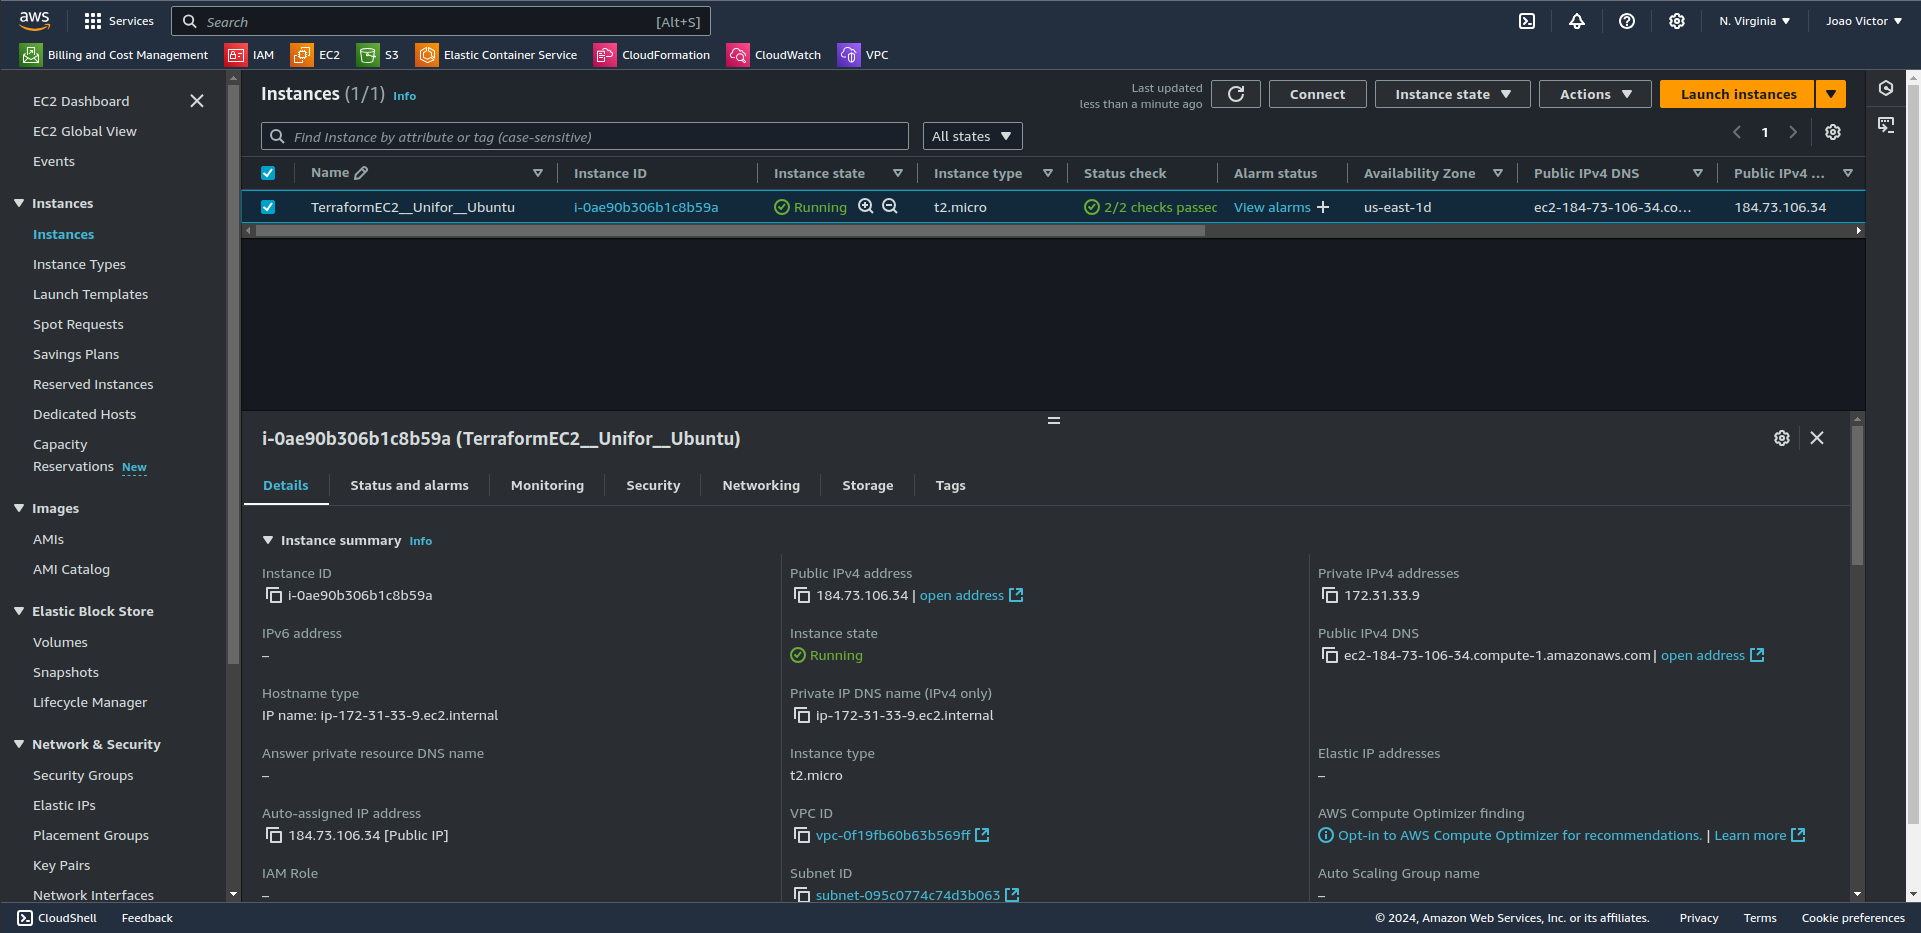 aws Services Search [Alt+S] N. Virginia Joao Victor
Billing and Cost Management IAM EC2 S3 Elastic Container Service CloudFormation CloudWatch VPC
EC2 Dashboard
EC2 Global View
Events
Instances
Instances
Instance Types
Launch Templates
Spot Requests
Savings Plans
Reserved Instances
Dedicated Hosts
Capacity
Reservations New
Images
AMIs
AMI Catalog
Elastic Block Store
Volumes
Snapshots
Lifecycle Manager
Network & Security
Security Groups
Elastic IPs
Placement Groups
Key Pairs
Network Interfaces
Instances (1/1) Info
Last updated
less than a minute ago
Connect Instance state Actions Launch instances
Find Instance by attribute or tag (case-sensitive) All states 1
Name Instance ID Instance state Instance type Status check Alarm status Availability Zone Public IPv4 DNS Public IPv4 ...
TerraformEC2__Unifor__Ubuntu i-0ae90b306b1c8b59a Running t2.micro 2/2 checks passec View alarms + us-east-1d ec2-184-73-106-34.co... 184.73.106.34
i-0ae90b306b1c8b59a (TerraformEC2__Unifor__Ubuntu)
Details Status and alarms Monitoring Security Networking Storage Tags
Instance summary Info
Instance ID
i-0ae90b306b1c8b59a
Public IPv4 address
184.73.106.34 | open address
Private IPv4 addresses
172.31.33.9
IPv6 address
–
Instance state
Running
Public IPv4 DNS
ec2-184-73-106-34.compute-1.amazonaws.com | open address
Hostname type
IP name: ip-172-31-33-9.ec2.internal
Private IP DNS name (IPv4 only)
ip-172-31-33-9.ec2.internal
Answer private resource DNS name
–
Instance type
t2.micro
Elastic IP addresses
–
Auto-assigned IP address
184.73.106.34 [Public IP]
VPC ID
vpc-0f19fb60b63b569ff
AWS Compute Optimizer finding
Opt-in to AWS Compute Optimizer for recommendations. | Learn more
IAM Role
–
Subnet ID
subnet-095c0774c74d3b063
Auto Scaling Group name
–
CloudShell Feedback © 2024, Amazon Web Services, Inc. or its affiliates. Privacy Terms Cookie preferences